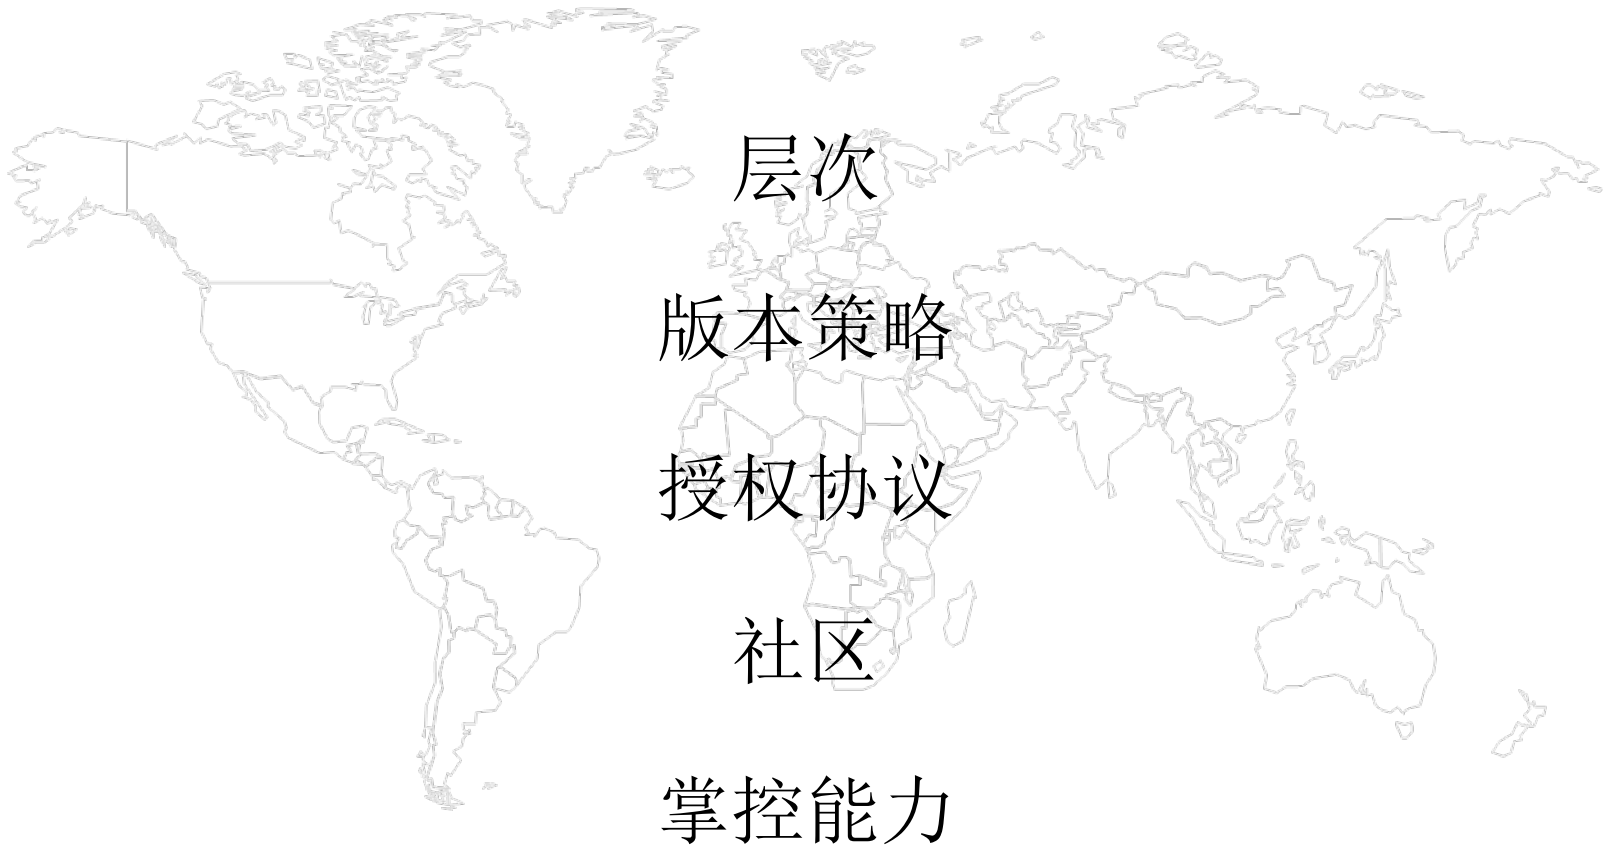 层次
版本策略
授权协议
社区
掌控能力